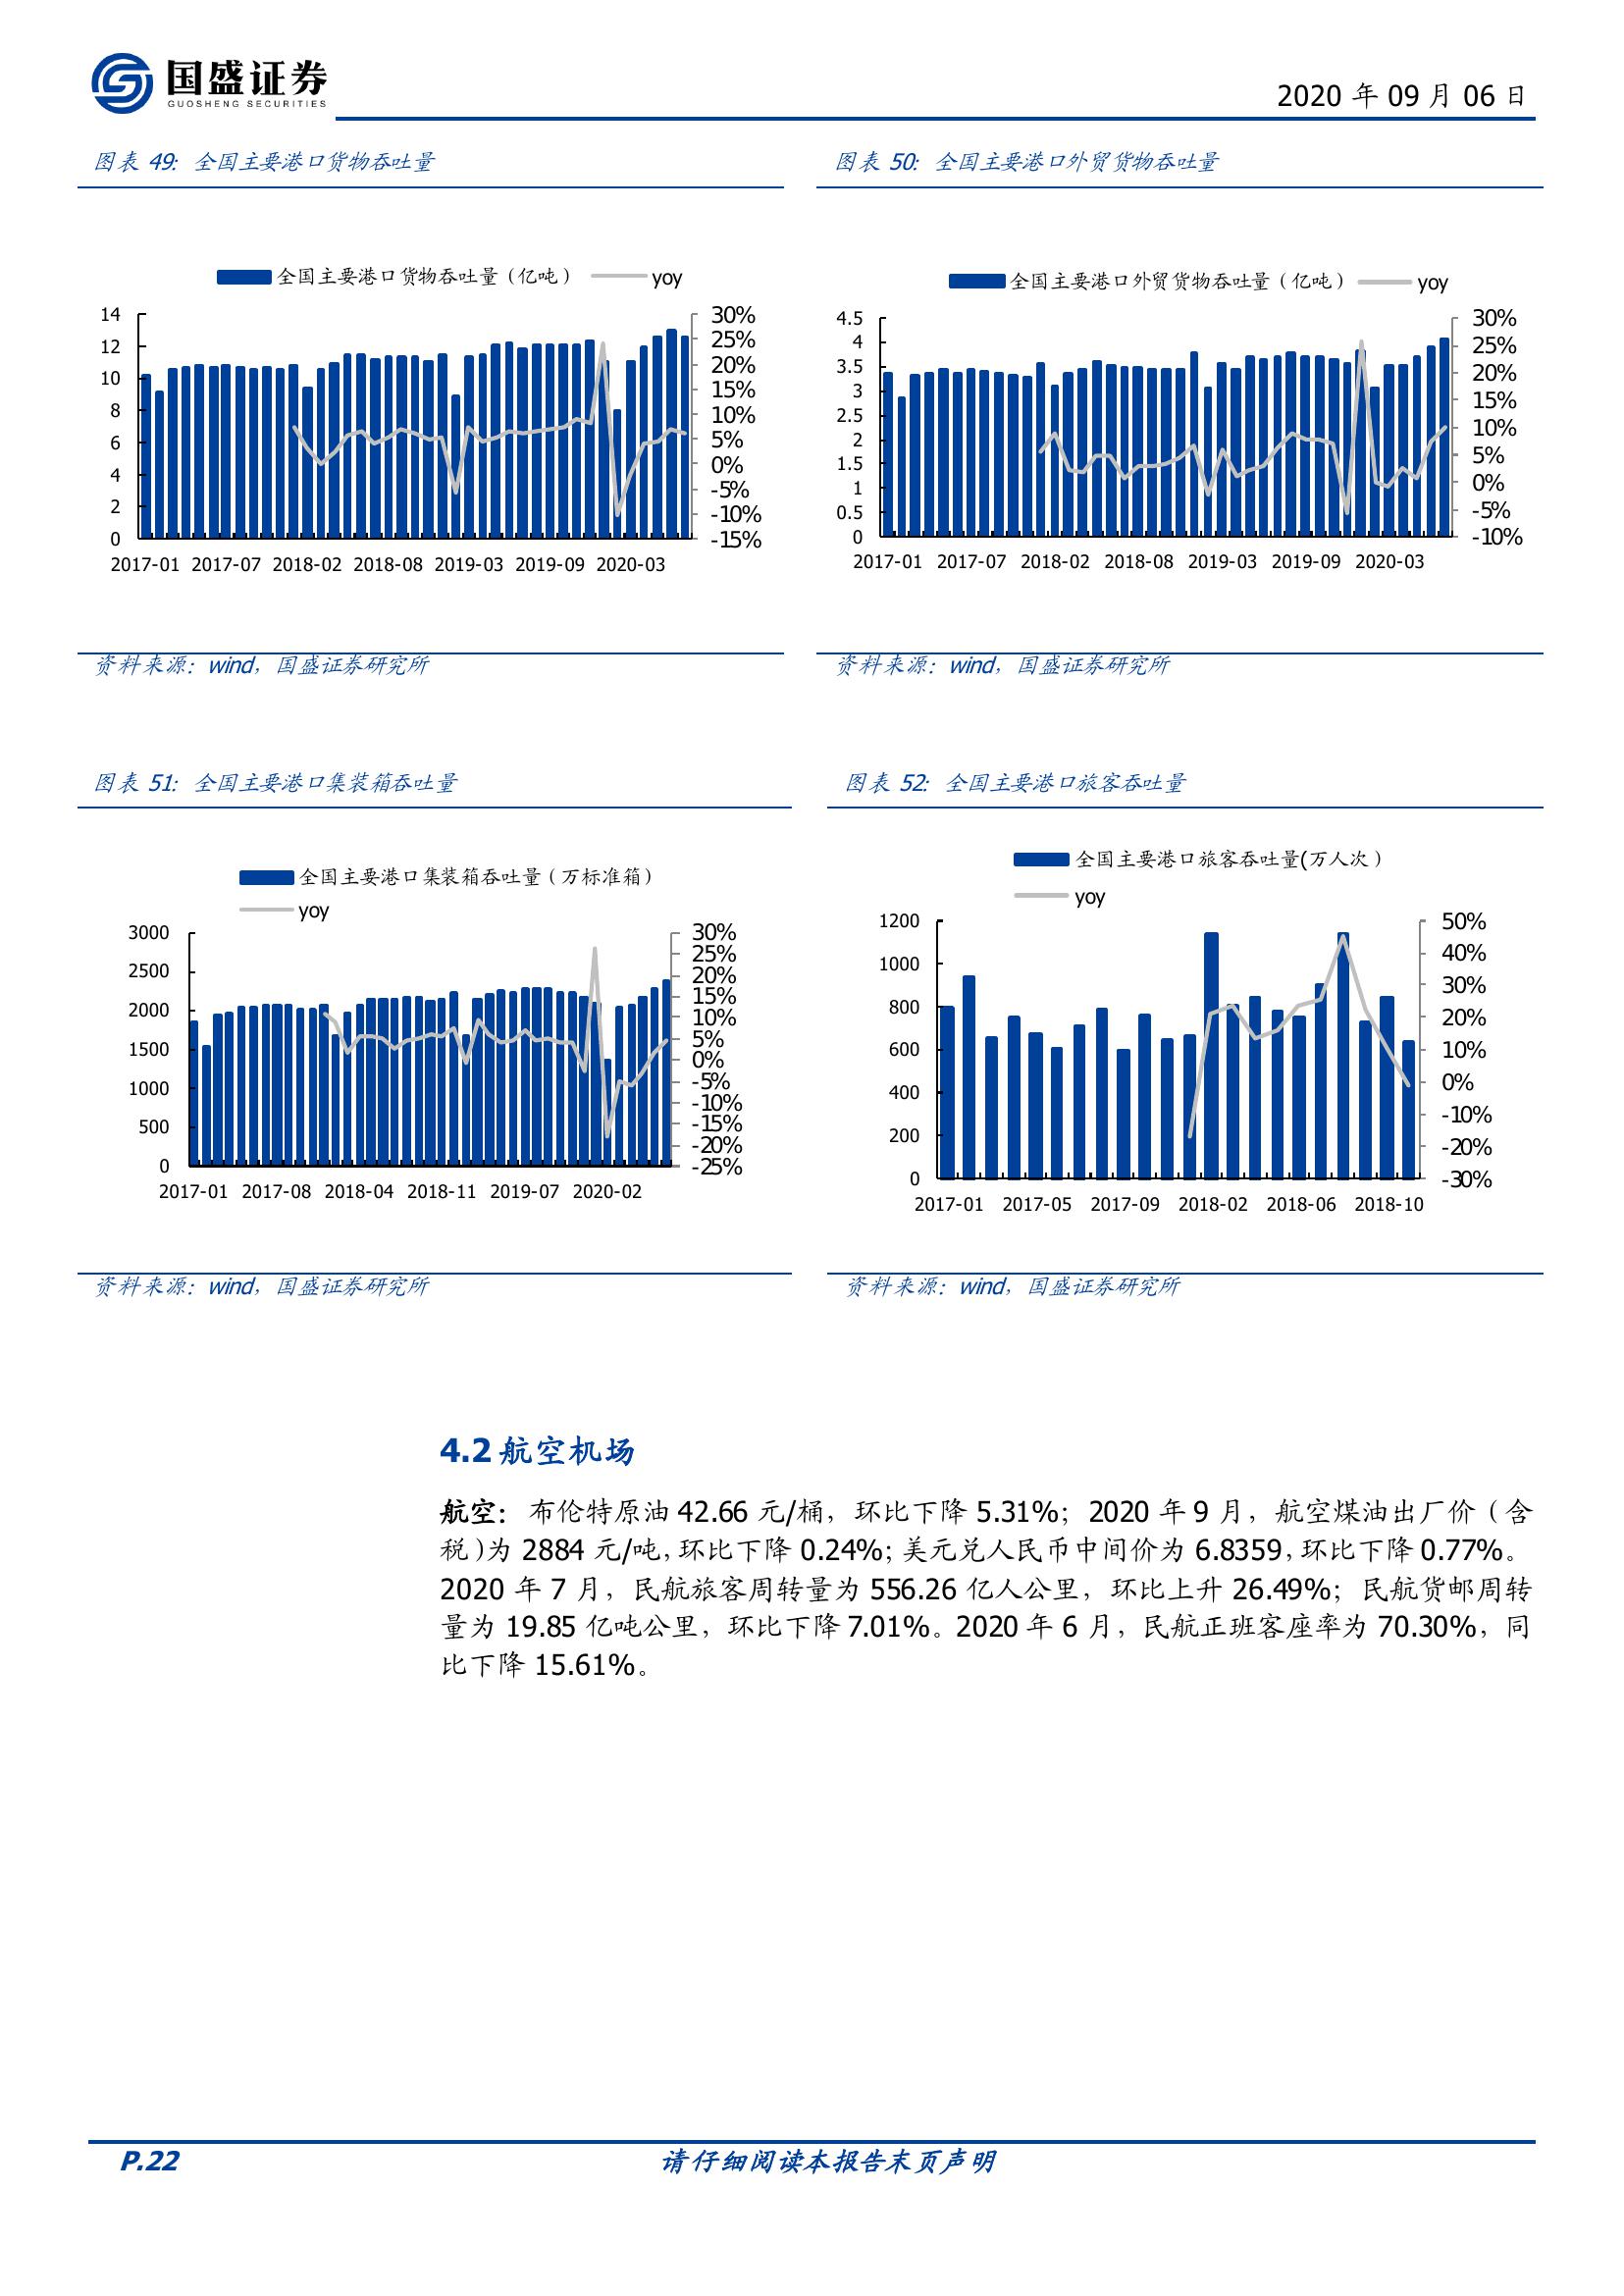 国盛证券
GUOSHENG SECURITIES
2020 年 09 月 06 日
图表 49: 全国主要港口货物吞吐量
全国主要港口货物吞吐量（亿吨）
yoy
14
12
10
8
6
4
2
0
30%
25%
20%
15%
10%
5%
0%
-5%
-10%
-15%
2017-01 2017-07 2018-02 2018-08 2019-03 2019-09 2020-03
资料来源：wind，国盛证券研究所
图表 50: 全国主要港口外贸货物吞吐量
全国主要港口外贸货物吞吐量（亿吨）
yoy
4.5
4
3.5
3
2.5
2
1.5
1
0.5
0
30%
25%
20%
15%
10%
5%
0%
-5%
-10%
2017-01 2017-07 2018-02 2018-08 2019-03 2019-09 2020-03
资料来源：wind，国盛证券研究所
图表 51: 全国主要港口集装箱吞吐量
全国主要港口集装箱吞吐量（万标准箱）
yoy
3000
2500
2000
1500
1000
500
0
30%
25%
20%
15%
10%
5%
0%
-5%
-10%
-15%
-20%
-25%
2017-01 2017-08 2018-04 2018-11 2019-07 2020-02
资料来源：wind，国盛证券研究所
图表 52: 全国主要港口旅客吞吐量
全国主要港口旅客吞吐量(万人次）
yoy
1200
1000
800
600
400
200
0
50%
40%
30%
20%
10%
0%
-10%
-20%
-30%
2017-01 2017-05 2017-09 2018-02 2018-06 2018-10
资料来源：wind，国盛证券研究所
4.2 航空机场
航空：布伦特原油 42.66 元/桶，环比下降 5.31%；2020 年 9 月，航空煤油出厂价（含
税）为 2884 元/吨，环比下降 0.24%；美元兑人民币中间价为 6.8359，环比下降 0.77%。
2020 年 7 月，民航旅客周转量为 556.26 亿人公里，环比上升 26.49%；民航货邮周转
量为 19.85 亿吨公里，环比下降 7.01%。2020 年 6 月，民航正班客座率为 70.30%，同
比下降 15.61%。
P.22
请仔细阅读本报告末页声明